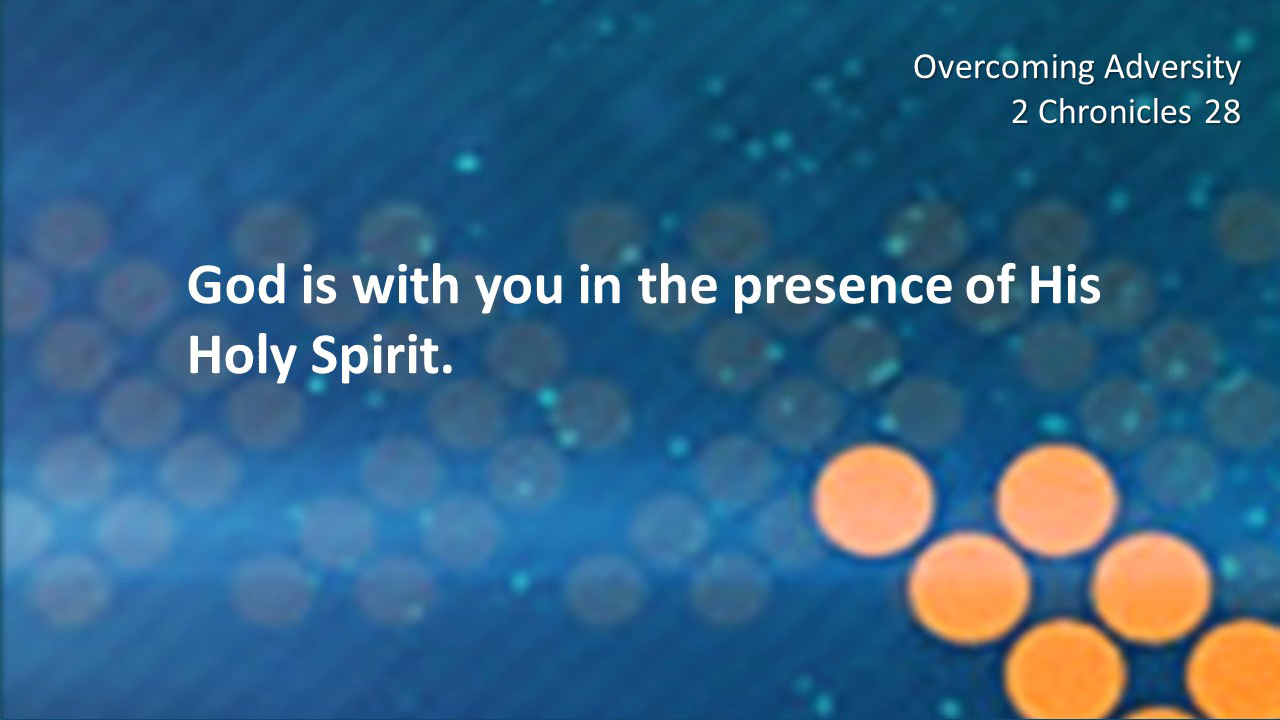 Overcoming Adversity
2 Chronicles 28
God is with you in the presence of His
Holy Spirit.